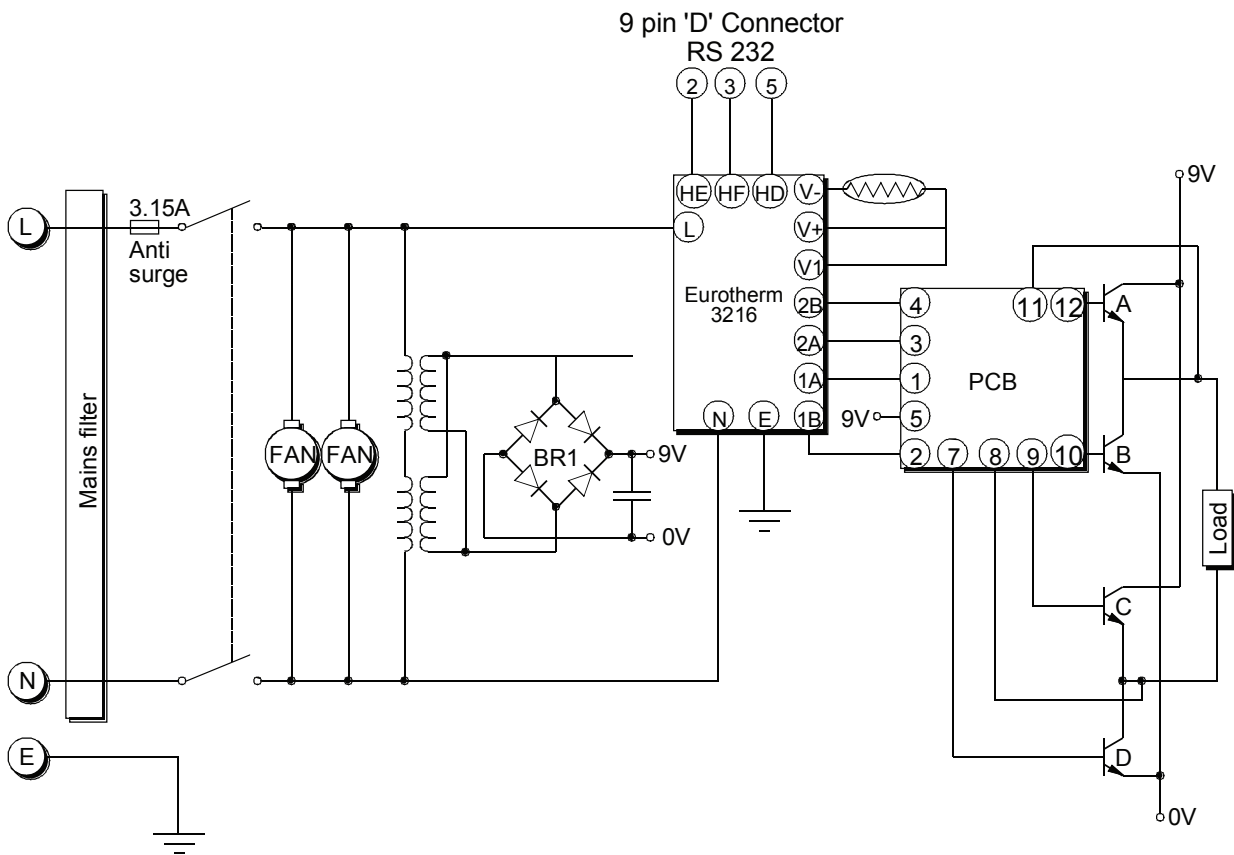 9 pin 'D' Connector
RS 232
2 3 5
HE HF HD V-
9V
3.15A
L
Anti
surge
L
V+
V1
Eurotherm
3216
2B
4
11 12
A
2A
3
PCB
1A
1
9V
5
N E 1B
2 7 8 9 10
B
Mains filter
FAN FAN
BR1
9V
0V
Load
C
N
D
E
0V